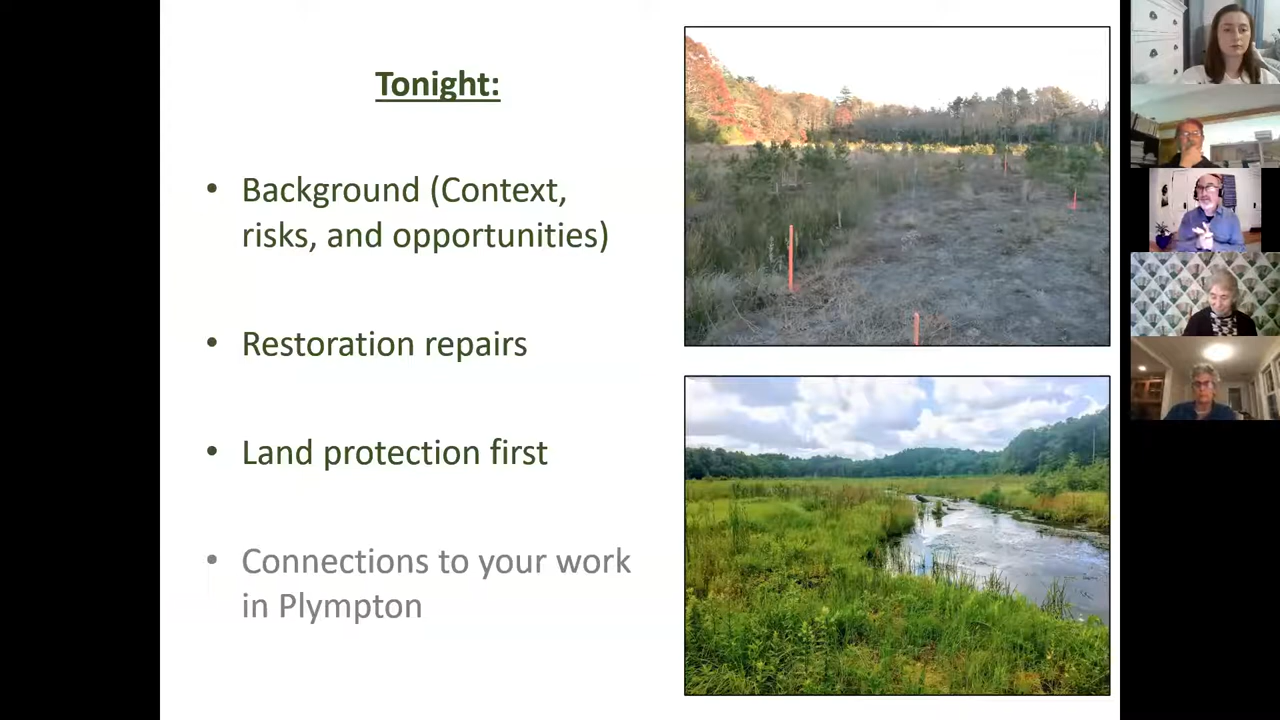 Tonight:
• Background (Context,
risks, and opportunities)
• Restoration repairs
• Land protection first
• Connections to your work
in Plympton